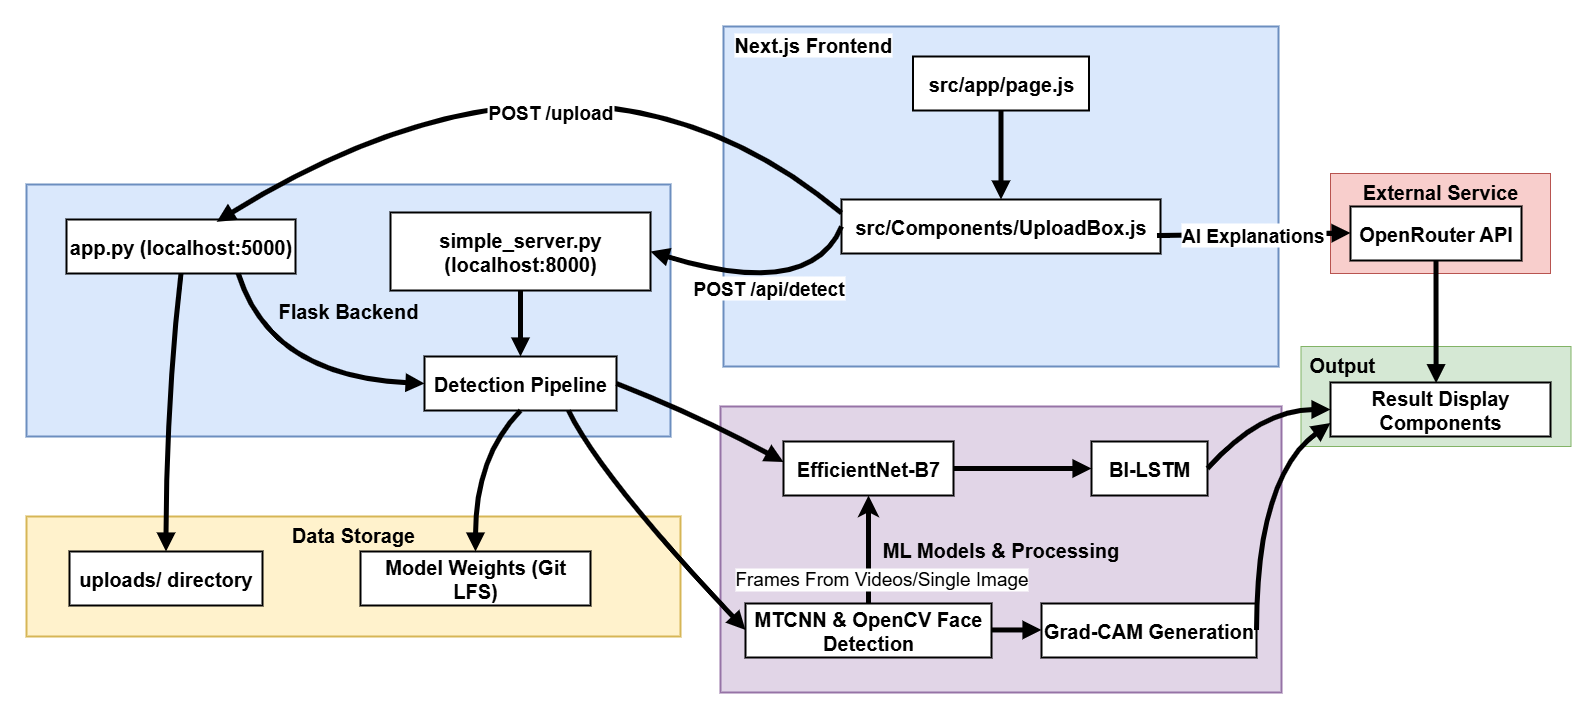 Next.js Frontend
src/app/page.js
POST /upload
External Service
app.py (localhost:5000)
simple_server.py
(localhost:8000)
src/Components/UploadBox.js
AI Explanations
OpenRouter API
POST /api/detect
Flask Backend
Detection Pipeline
Output
Result Display
Components
EfficientNet-B7
BI-LSTM
Data Storage
ML Models & Processing
uploads/ directory
Model Weights (Git
LFS)
Frames From Videos/Single Image
MTCNN & OpenCV Face
Detection
Grad-CAM Generation